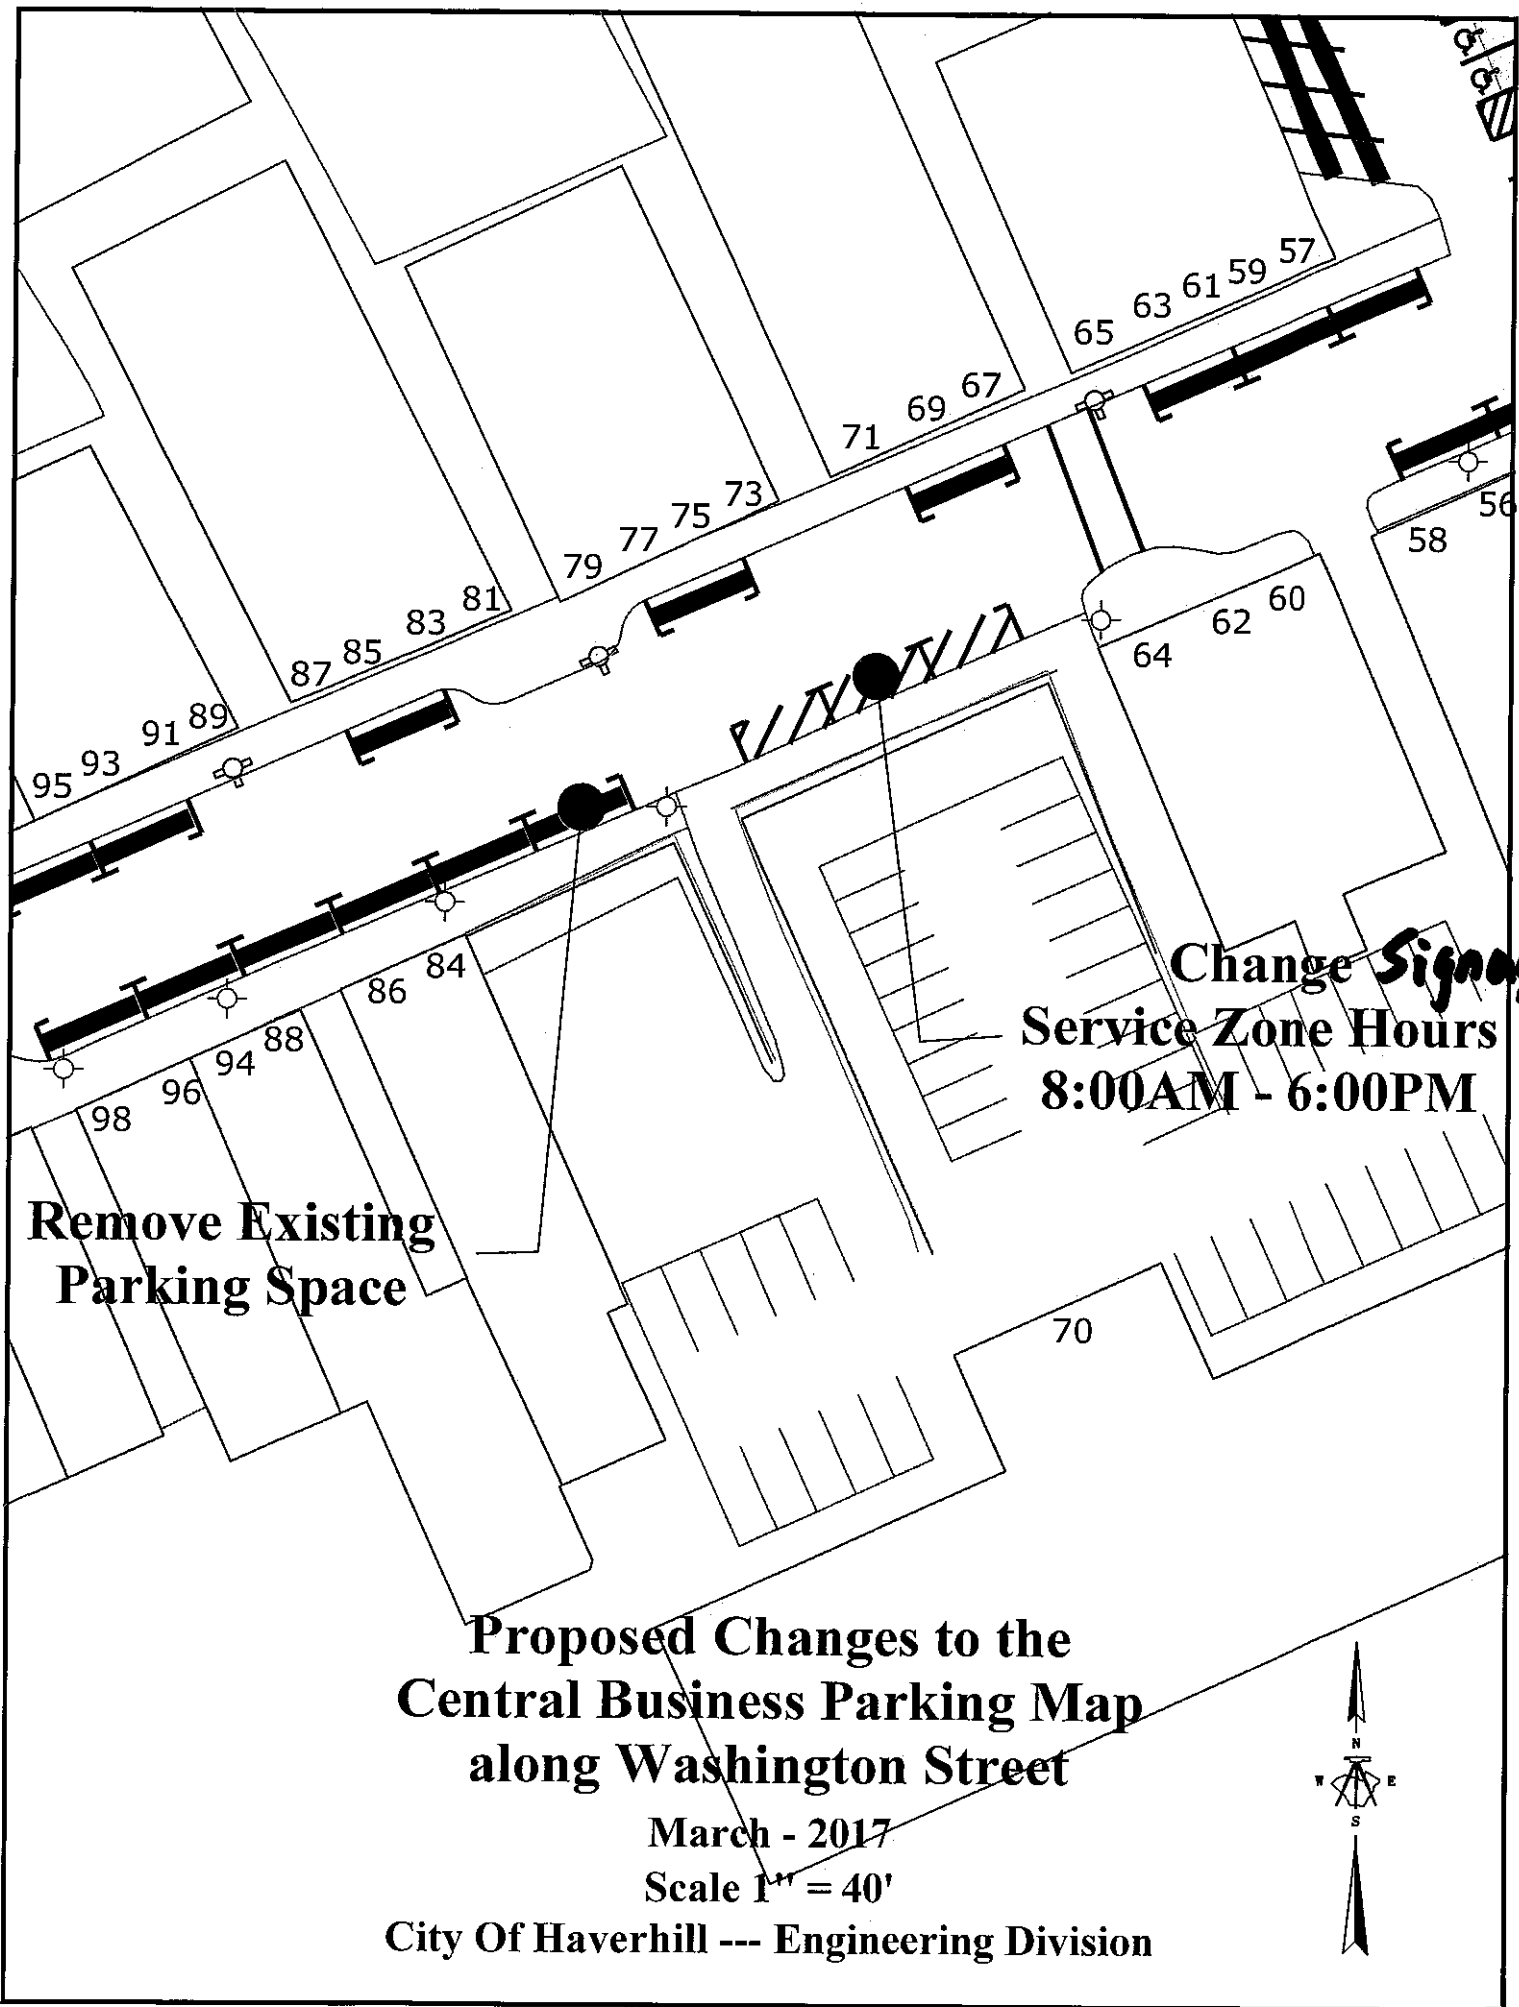 57
59
61
63
65
67
69
71
73
75
77
79
81
83
85
87
89
91
93
95
56
58
60
62
64
84
86
88
94
96
98
70
Change
Service Zone Hours
8:00AM - 6:00PM
Remove Existing
Parking Space
Proposed Changes to the
Central Business Parking Map
along Washington Street
March - 2017
Scale 1" = 40'
City Of Haverhill --- Engineering Division
N
W E
S